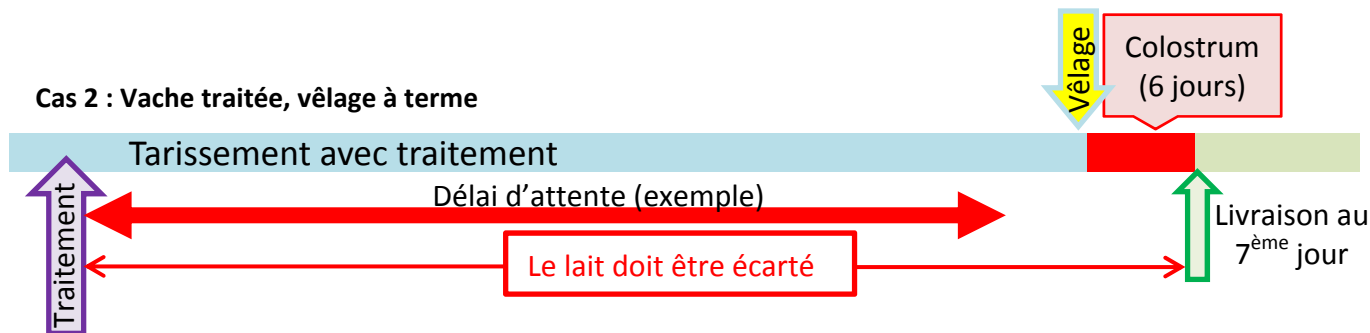 Vêlage
Colostrum
(6 jours)
Cas 2 : Vache traitée, vêlage à terme
Tarissement avec traitement
Traitement
Délai d’attente (exemple)
Livraison au
7ème jour
Le lait doit être écarté